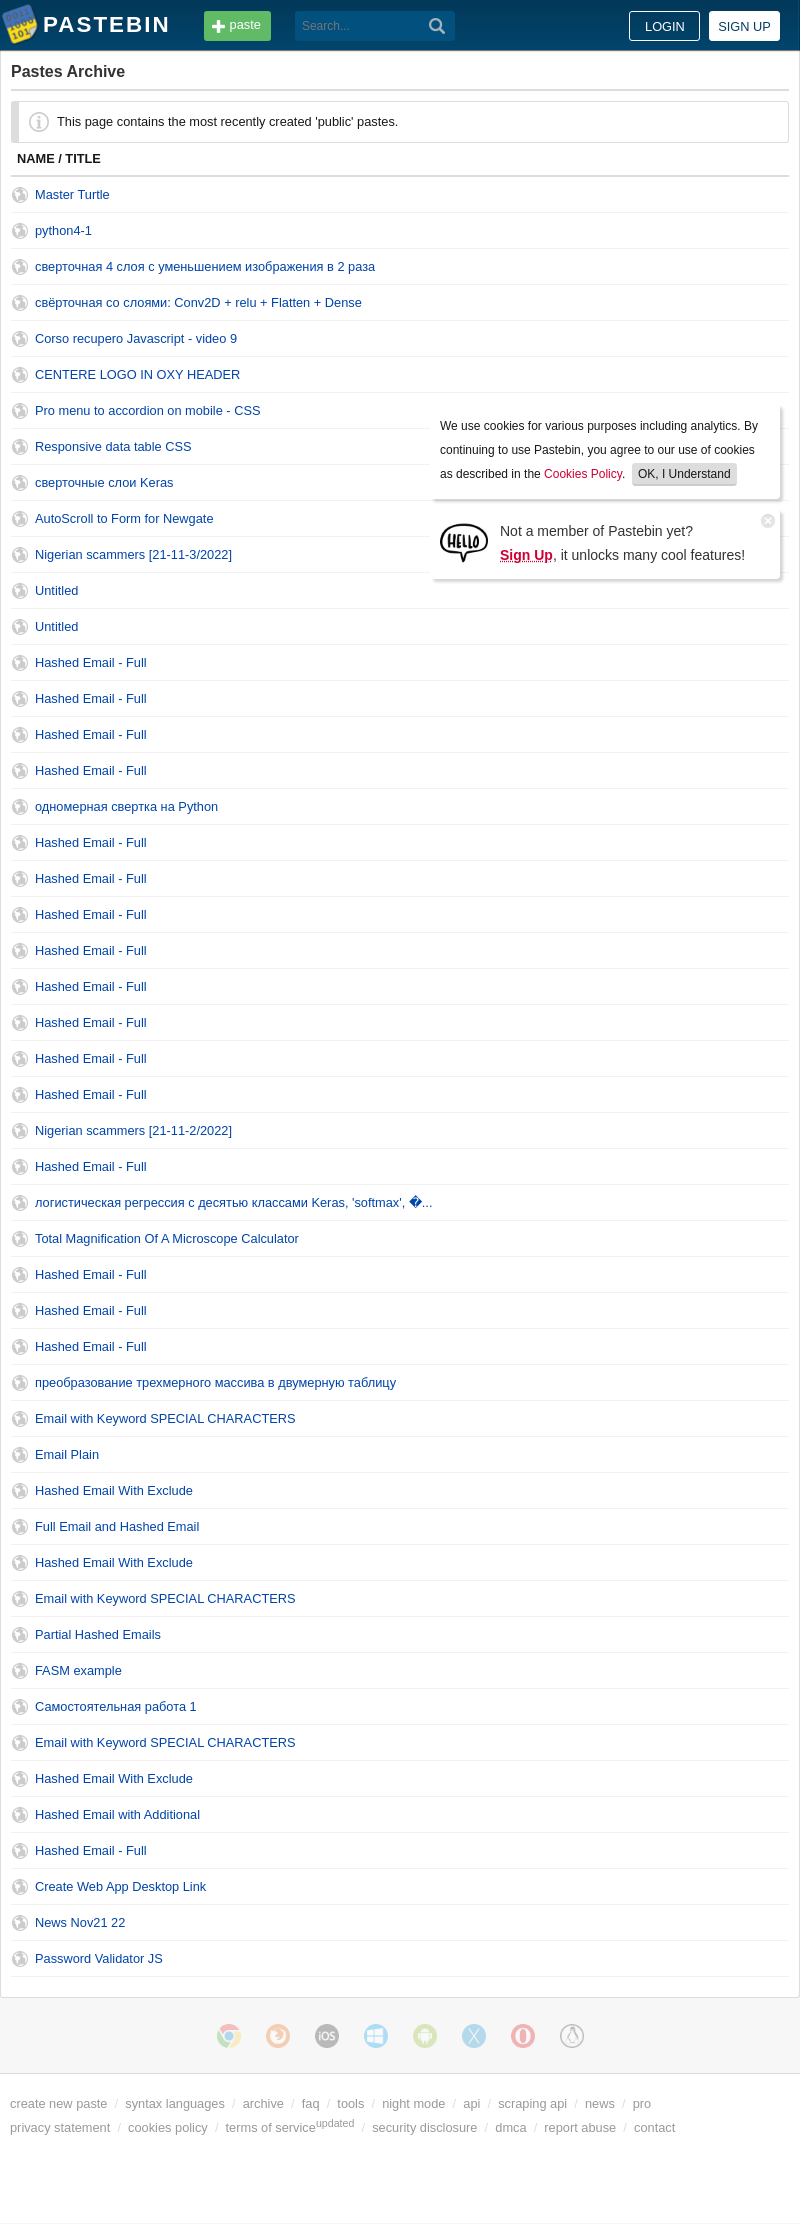 PASTEBIN
paste
Search...
LOGIN
SIGN UP
Pastes Archive
This page contains the most recently created 'public' pastes.
NAME / TITLE
Master Turtle
python4-1
сверточная 4 слоя с уменьшением изображения в 2 раза
свёрточная со слоями: Conv2D + relu + Flatten + Dense
Corso recupero Javascript - video 9
CENTERE LOGO IN OXY HEADER
Pro menu to accordion on mobile - CSS
Responsive data table CSS
сверточные слои Keras
AutoScroll to Form for Newgate
Nigerian scammers [21-11-3/2022]
We use cookies for various purposes including analytics. By
continuing to use Pastebin, you agree to our use of cookies
as described in the Cookies Policy. OK, I Understand
HELLO
Not a member of Pastebin yet?
Sign Up, it unlocks many cool features!
Untitled
Untitled
Hashed Email - Full
Hashed Email - Full
Hashed Email - Full
Hashed Email - Full
одномерная свертка на Python
Hashed Email - Full
Hashed Email - Full
Hashed Email - Full
Hashed Email - Full
Hashed Email - Full
Hashed Email - Full
Hashed Email - Full
Hashed Email - Full
Nigerian scammers [21-11-2/2022]
Hashed Email - Full
логистическая регрессия с десятью классами Keras, 'softmax', �...
Total Magnification Of A Microscope Calculator
Hashed Email - Full
Hashed Email - Full
Hashed Email - Full
преобразование трехмерного массива в двумерную таблицу
Email with Keyword SPECIAL CHARACTERS
Email Plain
Hashed Email With Exclude
Full Email and Hashed Email
Hashed Email With Exclude
Email with Keyword SPECIAL CHARACTERS
Partial Hashed Emails
FASM example
Самостоятельная работа 1
Email with Keyword SPECIAL CHARACTERS
Hashed Email With Exclude
Hashed Email with Additional
Hashed Email - Full
Create Web App Desktop Link
News Nov21 22
Password Validator JS
iOS
create new paste / syntax languages / archive / faq / tools / night mode / api / scraping api / news / pro
privacy statement / cookies policy / terms of service updated / security disclosure / dmca / report abuse / contact